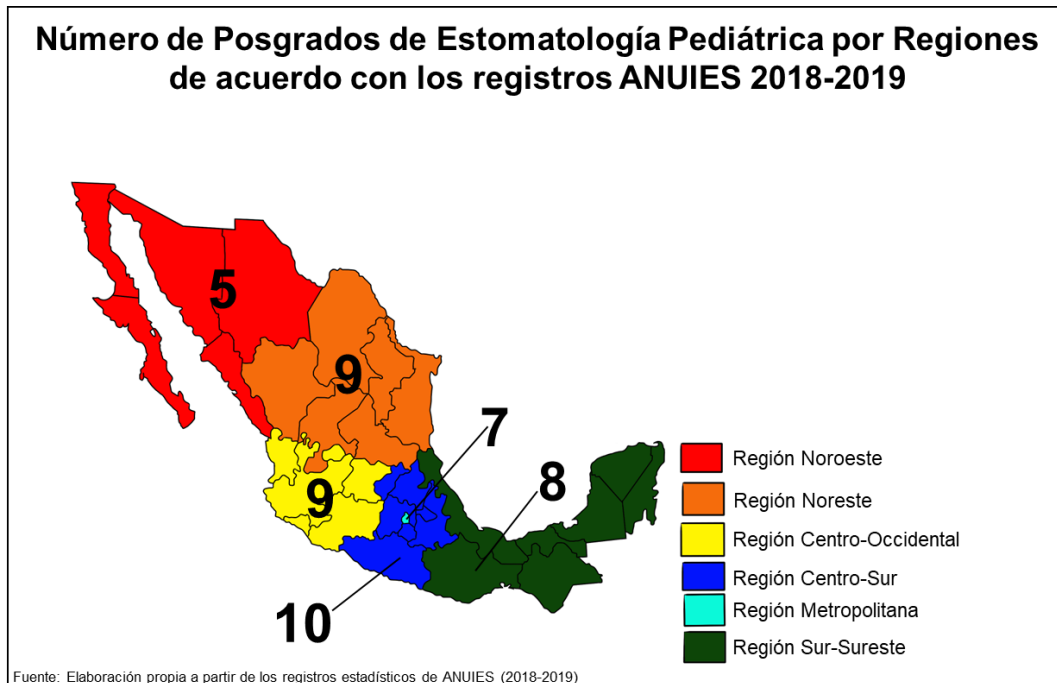 Número de Posgrados de Estomatología Pediátrica por Regiones
de acuerdo con los registros ANUIES 2018-2019
5
9
7
8
9
10
Región Noroeste
Región Noreste
Región Centro-Occidental
Región Centro-Sur
Región Metropolitana
Región Sur-Sureste
Fuente: Elaboración propia a partir de los registros estadísticos de ANUIES (2018-2019)